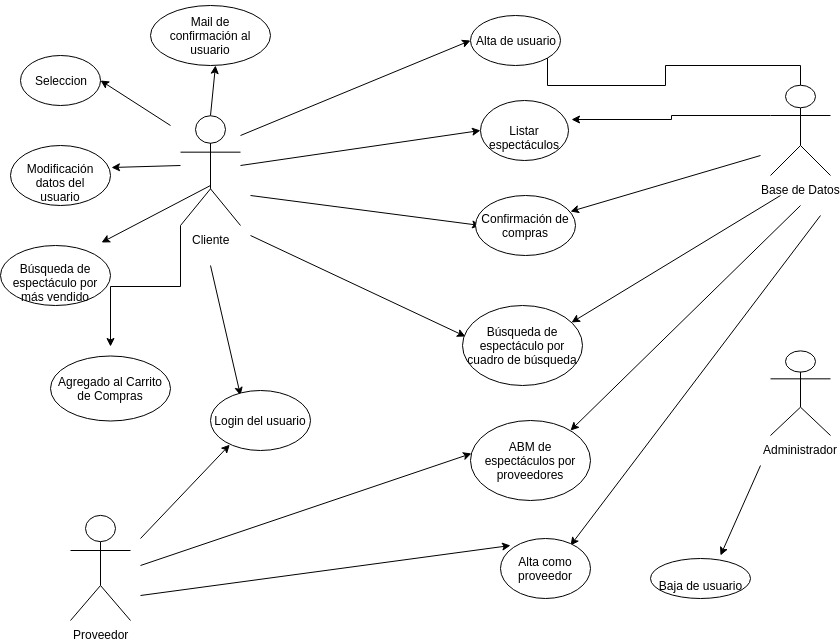 Mail de
confirmación al
usuario
Alta de usuario
Seleccion
Listar
espectáculos
Modificación
datos del
usuario
Base de Datos
Confirmación de
compras
Cliente
Búsqueda de
espectáculo por
más vendido
Búsqueda de
espectáculo por
cuadro de búsqueda
Agregado al Carrito
de Compras
Login del usuario
Administrador
ABM de
espectáculos por
proveedores
Alta como
proveedor
Baja de usuario
Proveedor